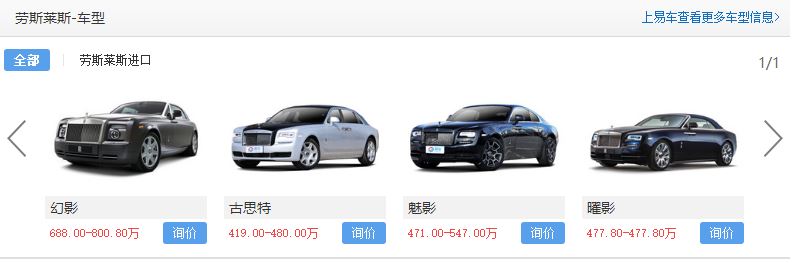 劳斯莱斯-车型
上易车查看更多车型信息>
全部
劳斯莱斯进口
1/1
幻影
688.00-800.80万
询价
古思特
419.00-480.00万
询价
魅影
471.00-547.00万
询价
曜影
477.80-477.80万
询价